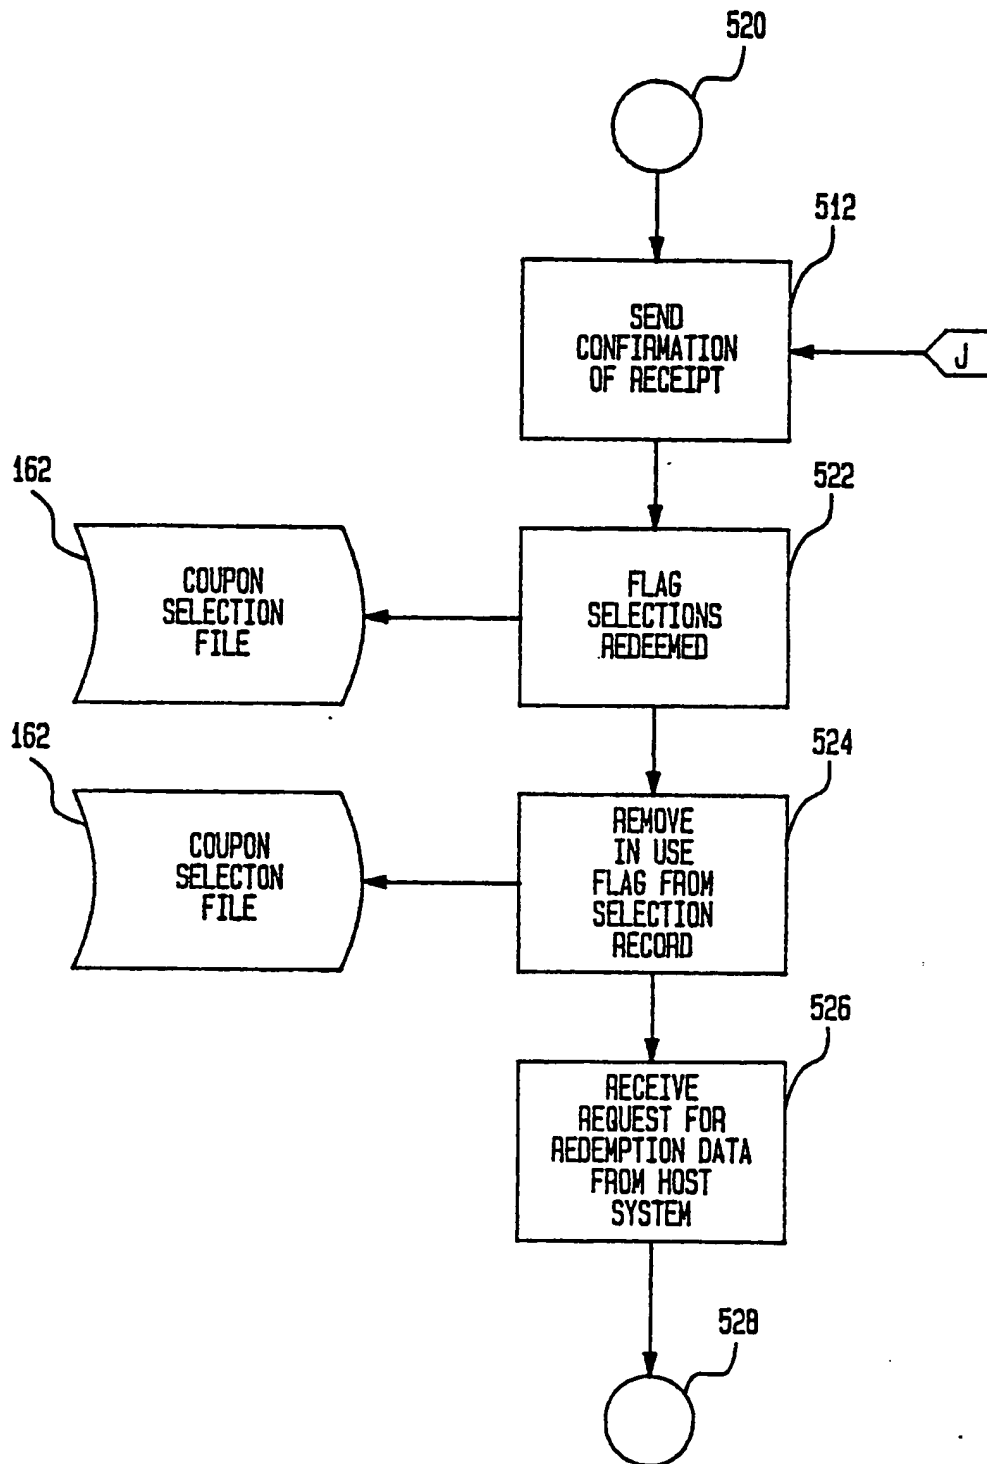 520
512
SEND
CONFIRMATION
OF RECEIPT
J
162
522
COUPON
SELECTION
FILE
FLAG
SELECTIONS
REDEEMED
162
524
COUPON
SELECTON
FILE
REMOVE
IN USE
FLAG FROM
SELECTION
RECORD
526
RECEIVE
REQUEST FOR
REDEMPTION DATA
FROM HOST
SYSTEM
528